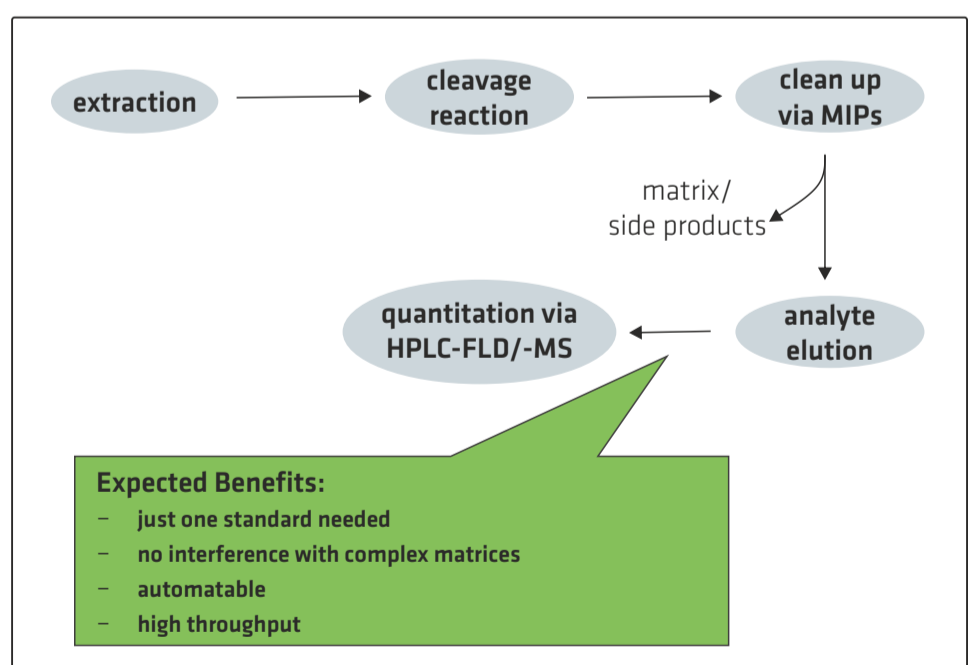 extraction
cleavage
reaction
clean up
via MIPs
matrix/
side products
analyte
elution
quantitation via
HPLC-FLD/-MS
Expected Benefits:
– just one standard needed
– no interference with complex matrices
– automatable
– high throughput